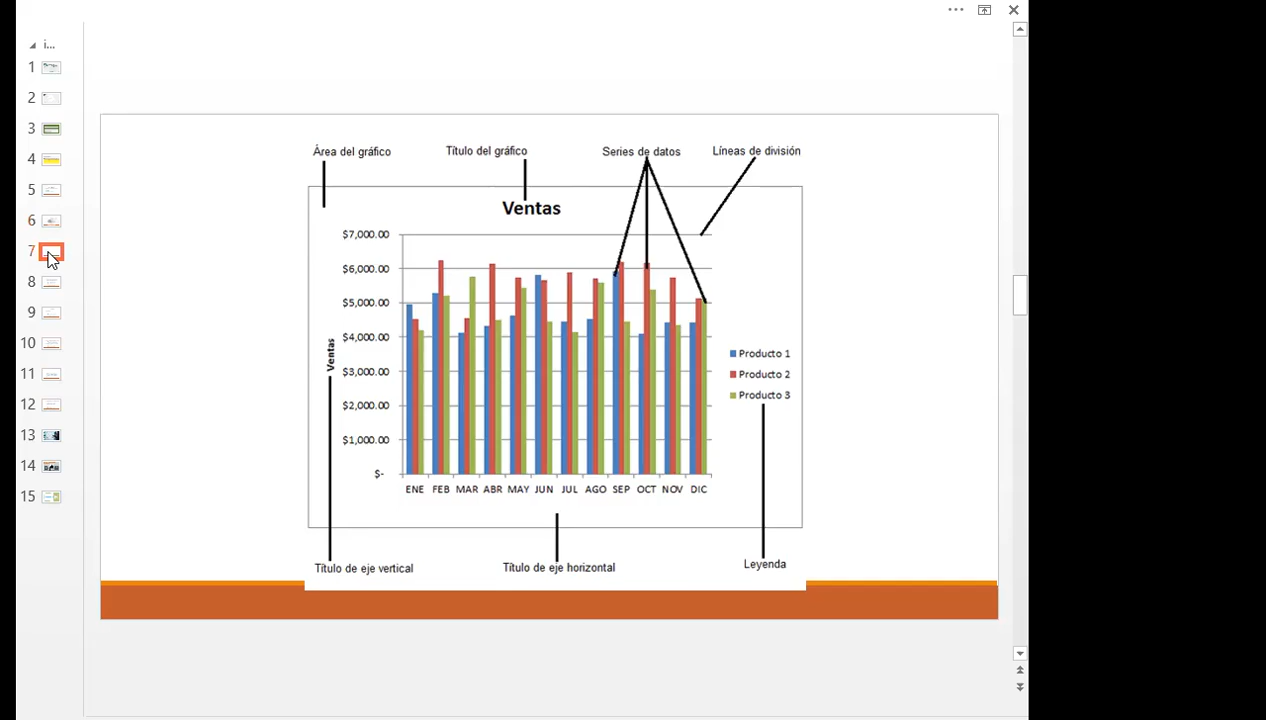 i...
1
2
3
4
5
6
7
8
9
10
11
12
13
14
15
Área del gráfico
Título del gráfico
Series de datos
Líneas de división
Ventas
$7,000.00
$6,000.00
$5,000.00
$4,000.00
$3,000.00
$2,000.00
$1,000.00
$-
Ventas
ENE FEB MAR ABR MAY JUN JUL AGO SEP OCT NOV DIC
Producto 1
Producto 2
Producto 3
Título de eje vertical
Título de eje horizontal
Leyenda